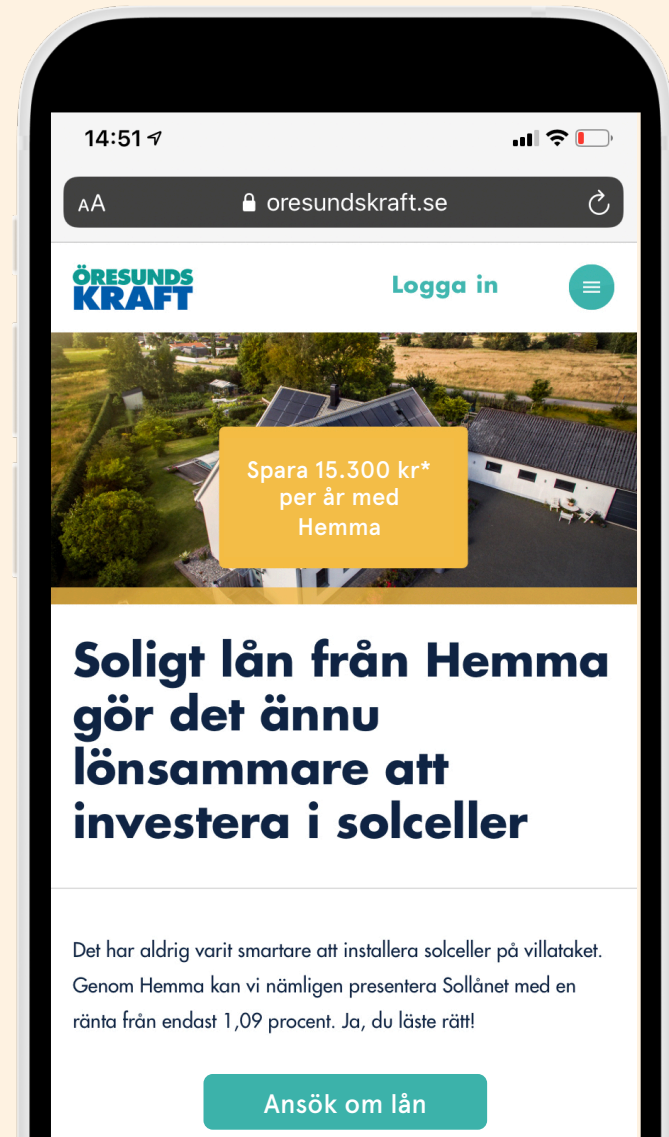 14:51
AA oresundskraft.se
ÖRESUNDS
KRAFT
Logga in
Spara 15.300 kr*
per år med
Hemma
Soligt lån från Hemma
gör det ännu
lönsammare att
investera i solceller
Det har aldrig varit smartare att installera solceller på villataket.
Genom Hemma kan vi nämligen presentera Sollånet med en
ränta från endast 1,09 procent. Ja, du läste rätt!
Ansök om lån